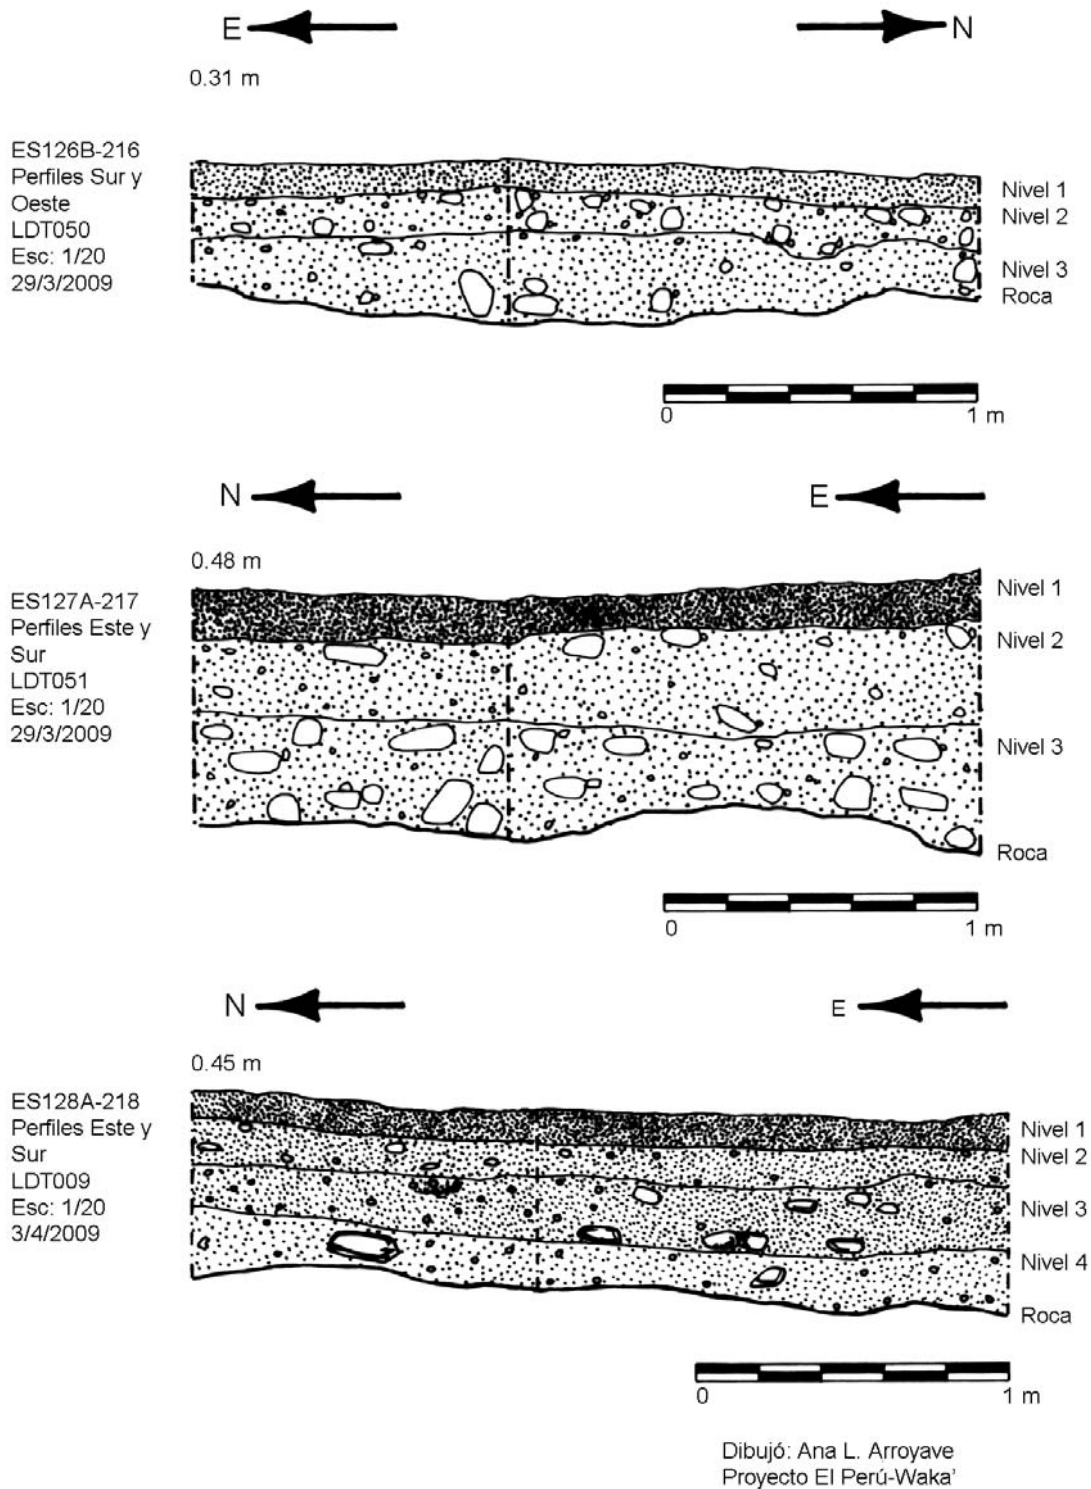 E
N
0.31 m
ES126B-216
Perfiles Sur y
Oeste
LDT050
Esc: 1/20
29/3/2009
Nivel 1
Nivel 2
Nivel 3
Roca
0
1 m
N
E
0.48 m
ES127A-217
Perfiles Este y
Sur
LDT051
Esc: 1/20
29/3/2009
Nivel 1
Nivel 2
Nivel 3
Roca
0
1 m
N
E
0.45 m
ES128A-218
Perfiles Este y
Sur
LDT009
Esc: 1/20
3/4/2009
Nivel 1
Nivel 2
Nivel 3
Nivel 4
Roca
0
1 m
Dibujó: Ana L. Arroyave
Proyecto El Perú-Waka'